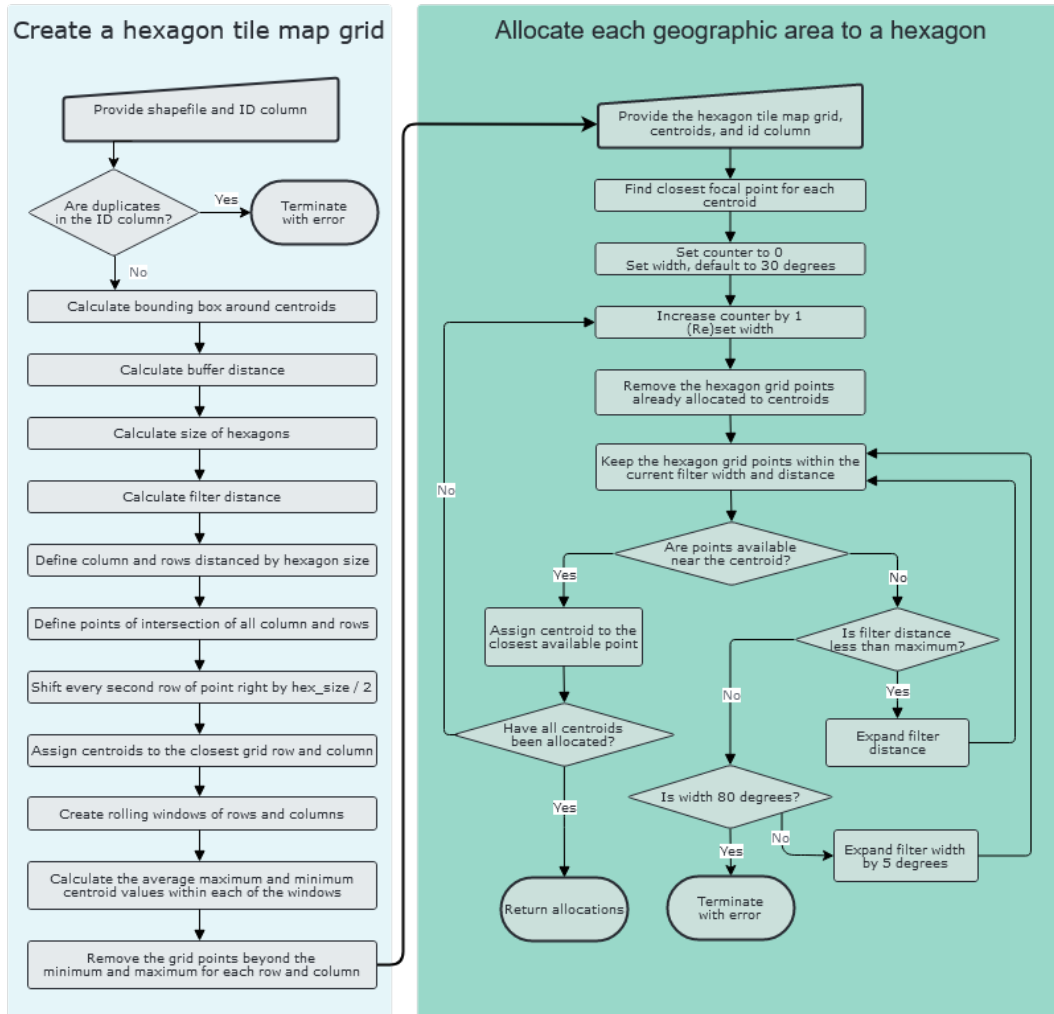 Create a hexagon tile map grid
Provide shapefile and ID column
Are duplicates
in the ID column?
Yes
Terminate
with error
No
Calculate bounding box around centroids
Calculate buffer distance
Calculate size of hexagons
Calculate filter distance
Define column and rows distanced by hexagon size
Define points of intersection of all column and rows
Shift every second row of point right by hex_size / 2
Assign centroids to the closest grid row and column
Create rolling windows of rows and columns
Calculate the average maximum and minimum
centroid values within each of the windows
Remove the grid points beyond the
minimum and maximum for each row and column
Allocate each geographic area to a hexagon
Provide the hexagon tile map grid,
centroids, and id column
Find closest focal point for each
centroid
Set counter to 0
Set width, default to 30 degrees
Increase counter by 1
(Re)set width
Remove the hexagon grid points
already allocated to centroids
Keep the hexagon grid points within the
current filter width and distance
No
Are points available
near the centroid?
Yes
No
Assign centroid to the
closest available point
Is filter distance
less than maximum?
No
Yes
Have all centroids
been allocated?
Expand filter
distance
Yes
Is width 80 degrees?
No
Yes
Expand filter width
by 5 degrees
Return allocations
Terminate
with error